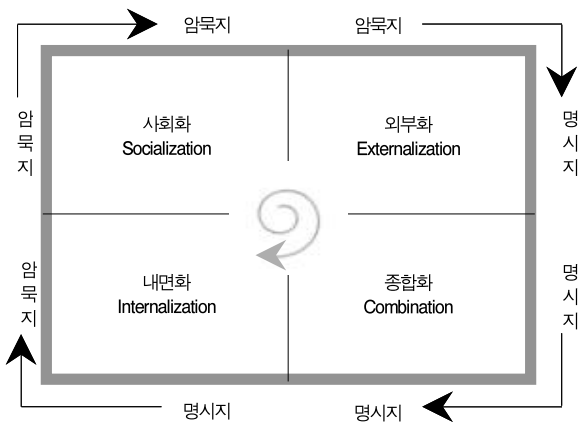 암묵지
암묵지
암묵지
사회화
Socialization
외부화
Externalization
명시지
암묵지
내면화
Internalization
종합화
Combination
명시지
명시지
명시지